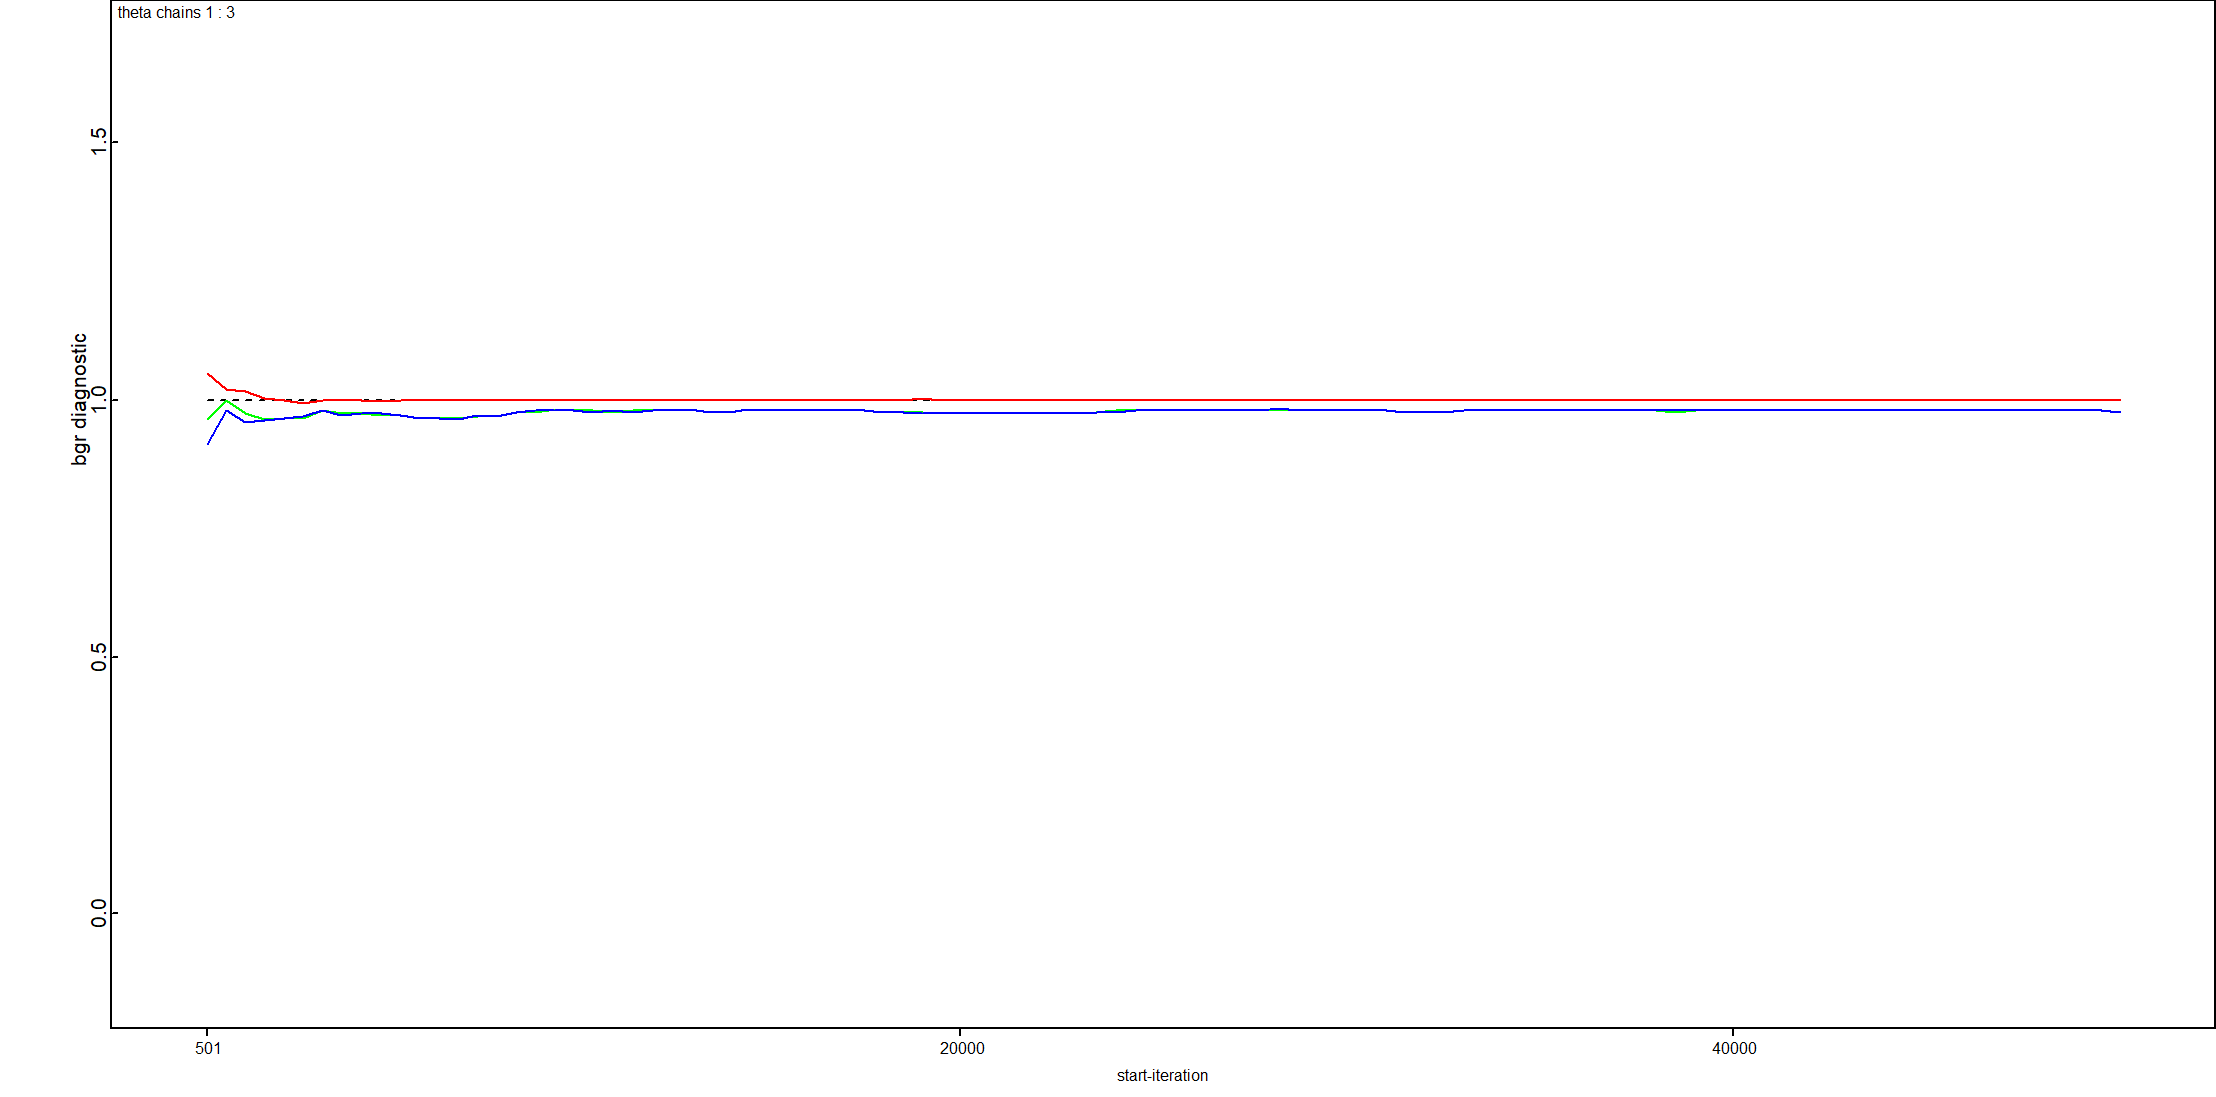 theta chains 1 : 3
bgr diagnostic
1.5
1.0
0.5
0.0
501
20000
40000
start-iteration